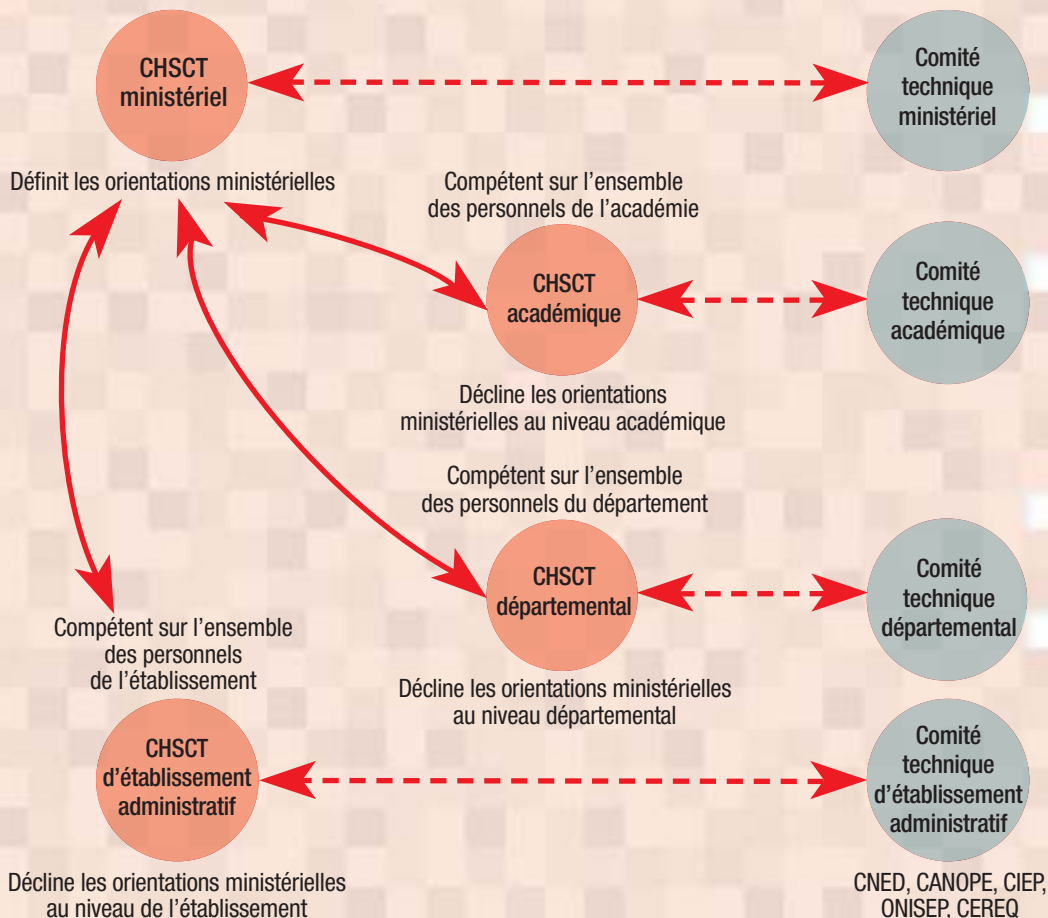 CHSCT
ministériel
Comité
technique
ministériel
Définit les orientations ministérielles
Compétent sur l'ensemble
des personnels de l'académie
CHSCT
académique
Comité
technique
académique
Décline les orientations
ministérielles au niveau académique
Compétent sur l'ensemble
des personnels du département
CHSCT
départemental
Comité
technique
départemental
Décline les orientations ministérielles
au niveau départemental
Compétent sur l'ensemble
des personnels
de l'établissement
CHSCT
d'établissement
administratif
Comité
technique
d'établissement
administratif
Décline les orientations ministérielles
au niveau de l'établissement
CNED, CANOPE, CIEP,
ONISEP, CEREQ